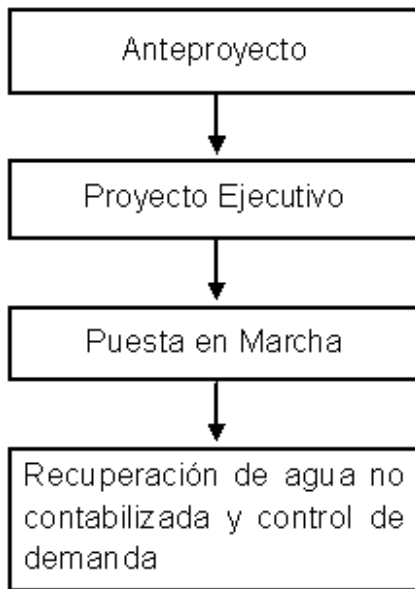 Anteproyecto
Proyecto Ejecutivo
Puesta en Marcha
Recuperación de agua no
contabilizada y control de
demanda